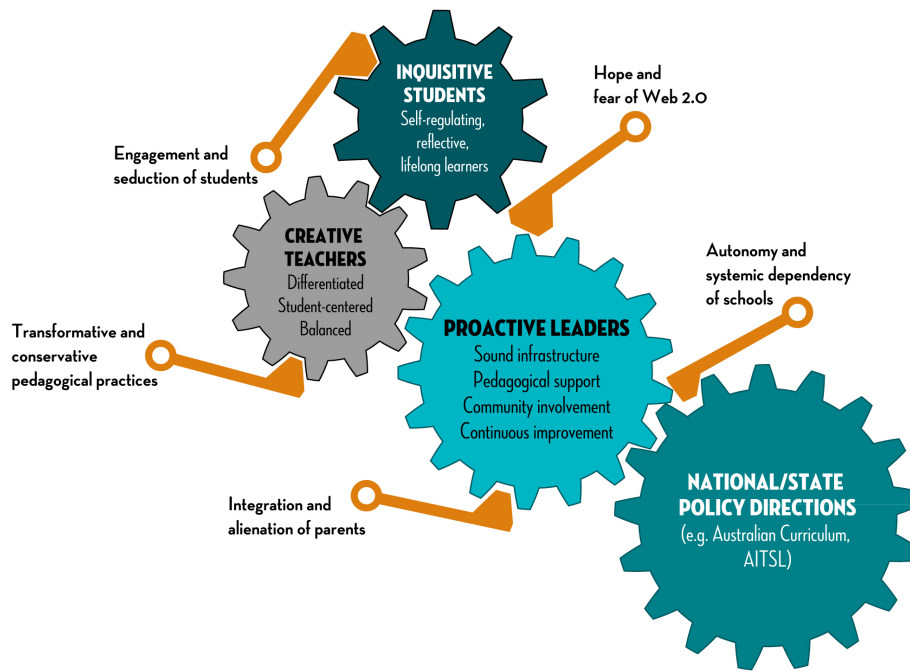 INQUISITIVE
STUDENTS
Self-regulating,
reflective,
lifelong learners
Hope and
fear of Web 2.0
Engagement and
seduction of students
CREATIVE
TEACHERS
Differentiated
Student-centered
Balanced
Autonomy and
systemic dependency
of schools
Transformative and
conservative
pedagogical practices
PROACTIVE LEADERS
Sound infrastructure
Pedagogical support
Community involvement
Continuous improvement
Integration and
alienation of parents
NATIONAL/STATE
POLICY DIRECTIONS
(e.g. Australian Curriculum,
AITSL)